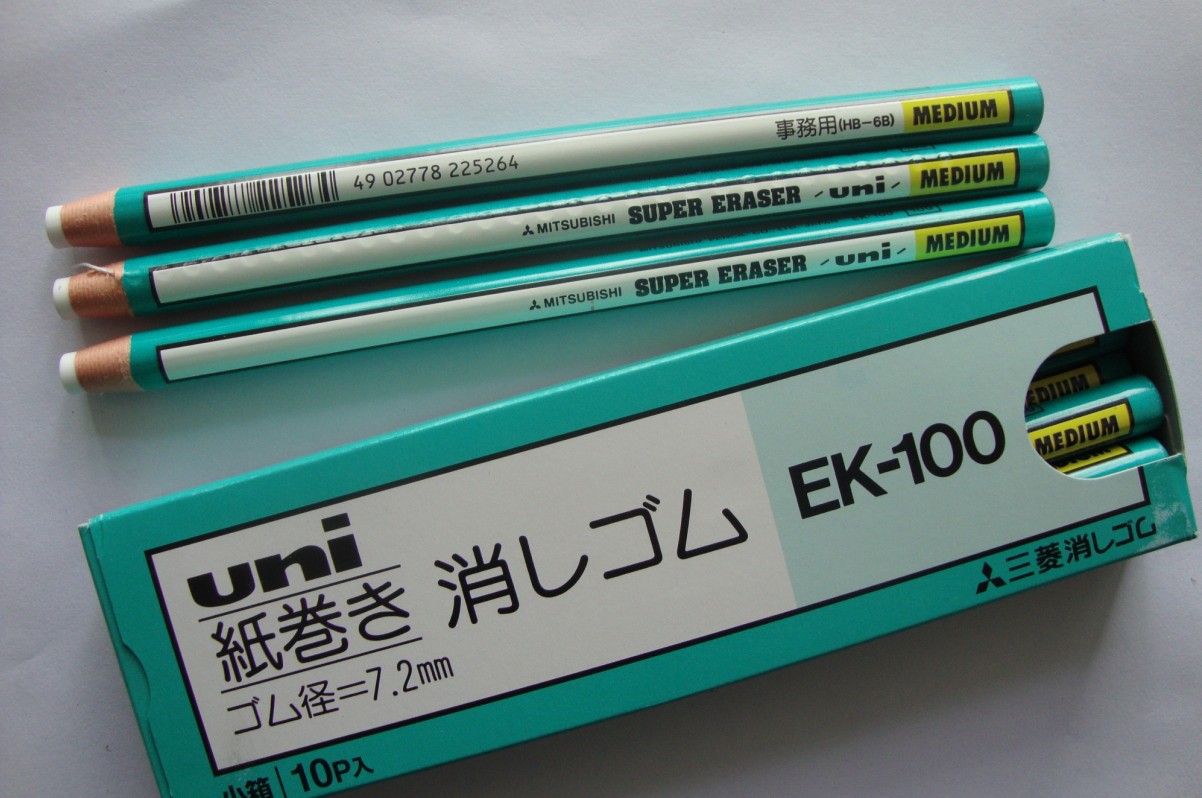 49 02778 225264 事務用(HB-6B) MEDIUM
MITSUBISHI SUPER ERASER uni MEDIUM
MITSUBISHI SUPER ERASER uni MEDIUM
EDIUM
MEDIUM
uni
紙巻き 消しゴム EK-100
ゴム径=7.2mm
三菱消しゴム
小箱 10P入